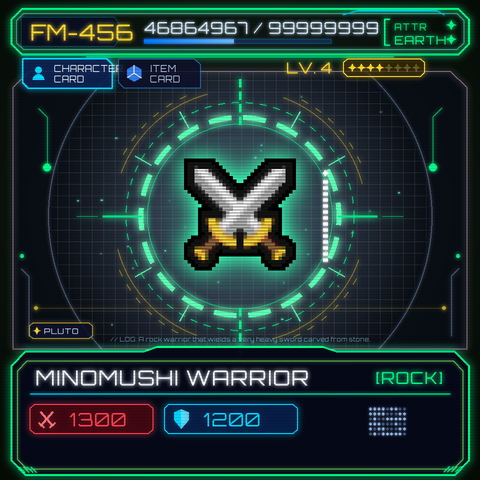 FM-456
46864967 / 99999999
ATTR
EARTH
CHARACTER
CARD
ITEM
CARD
LV.4
PLUTO
// LOG: A rock warrior that wields a very heavy sword carved from stone.
MINOMUSHI WARRIOR
[ROCK]
1300
1200